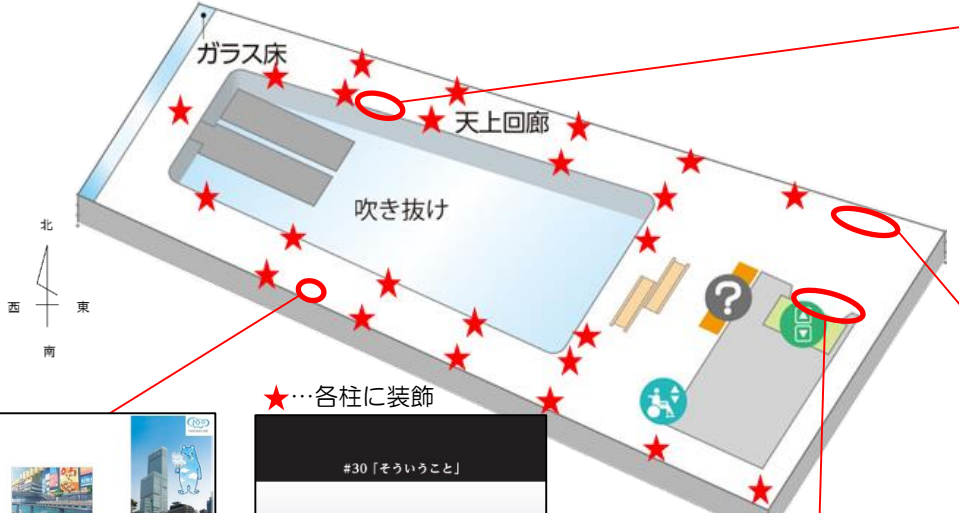 ガラス床
天上回廊
吹き抜け
北
西 東
南
?
★…各柱に装飾
#30「そういうこと」